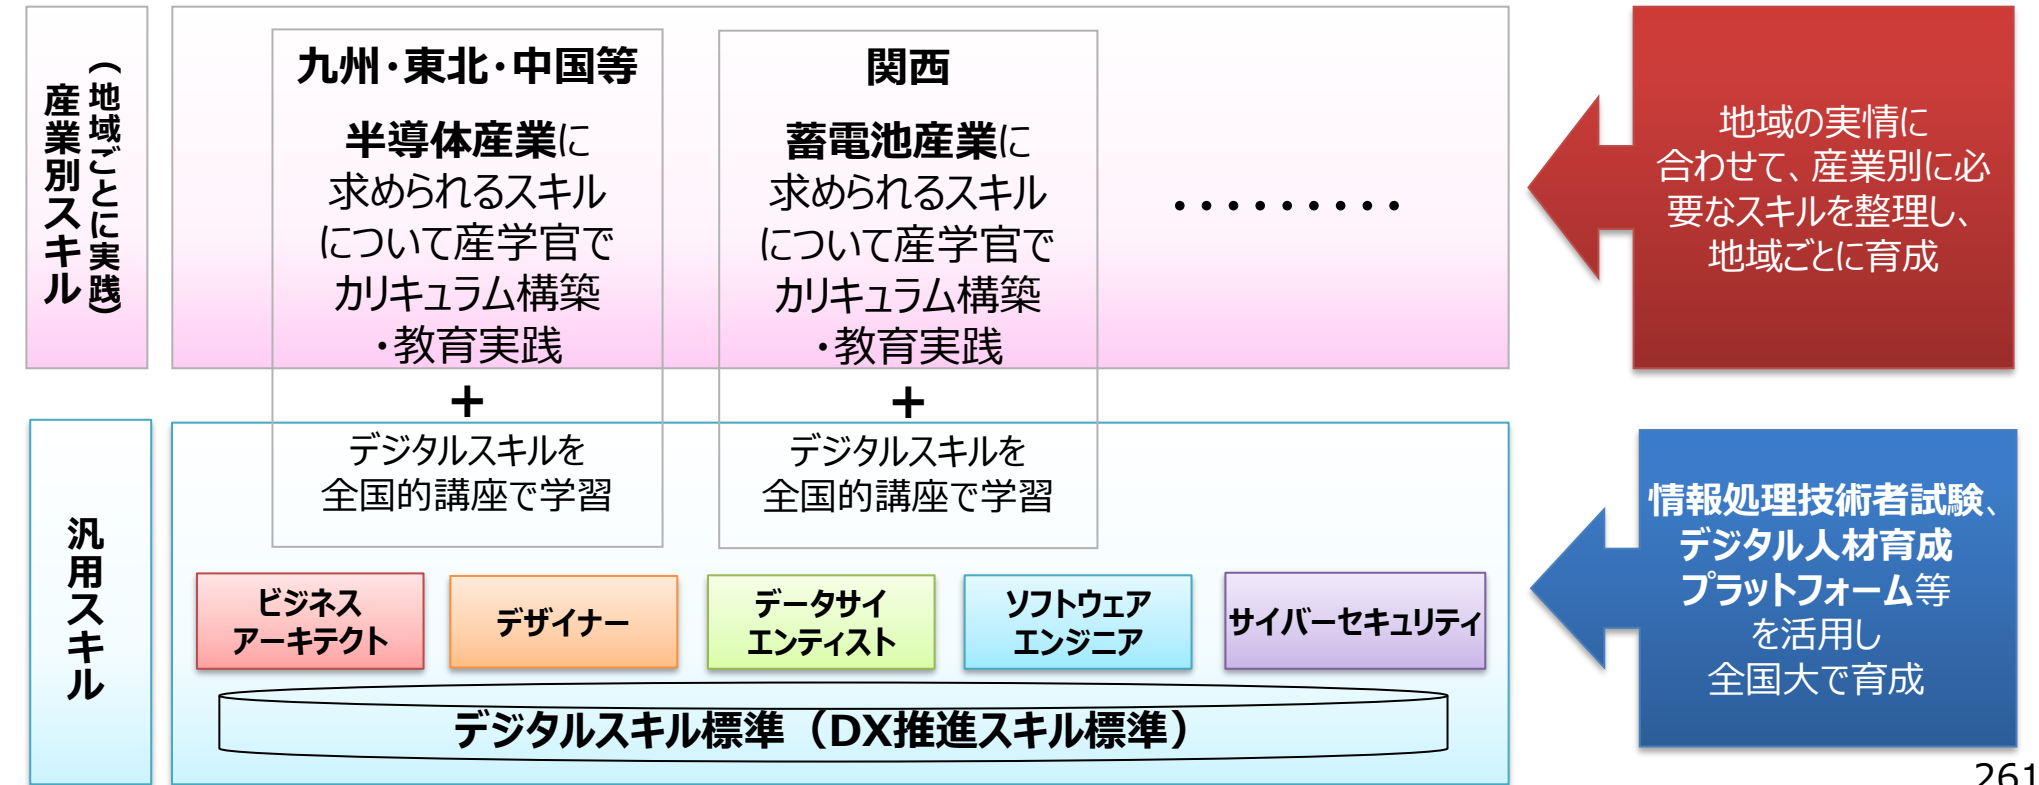 産業別スキル
（地域ごとに実践）
九州・東北・中国等
半導体産業に
求められるスキル
について産学官で
カリキュラム構築
・教育実践
+
デジタルスキルを
全国的講座で学習
関西
蓄電池産業に
求められるスキル
について産学官で
カリキュラム構築
・教育実践
+
デジタルスキルを
全国的講座で学習
・・・・・・・・・
地域の実情に
合わせて、産業別に必
要なスキルを整理し、
地域ごとに育成
汎用スキル
ビジネス
アーキテクト
デザイナー
データサイ
エンティスト
ソフトウェア
エンジニア
サイバーセキュリティ
デジタルスキル標準（DX推進スキル標準）
情報処理技術者試験、
デジタル人材育成
プラットフォーム等
を活用し
全国大で育成
261